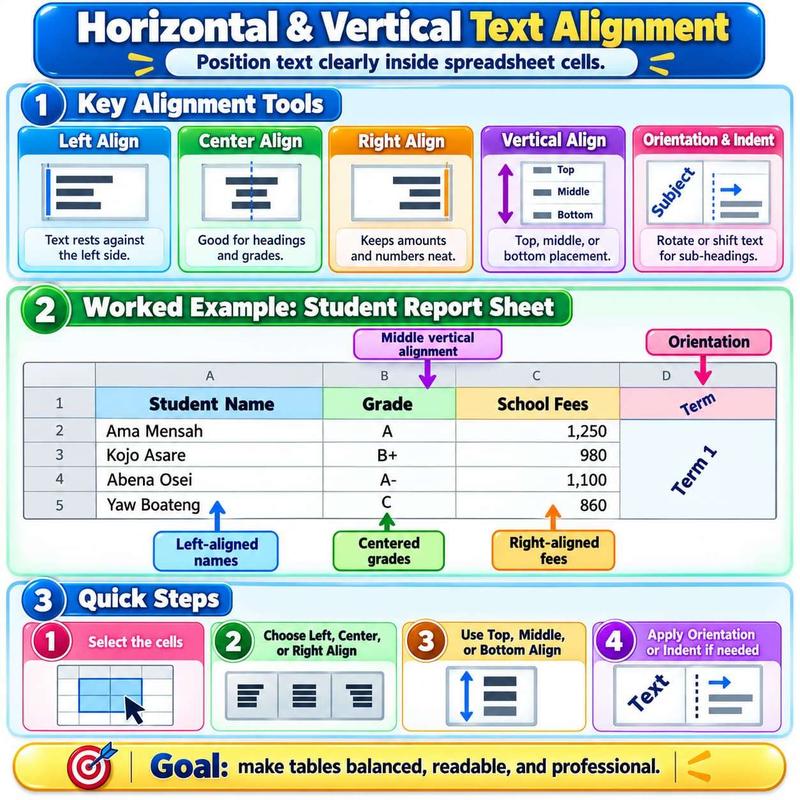 Horizontal & Vertical Text Alignment
Position text clearly inside spreadsheet cells.
1 Key Alignment Tools
Left Align
Text rests against
the left side.
Center Align
Good for headings
and grades.
Right Align
Keeps amounts
and numbers neat.
Vertical Align
Top
Middle
Bottom
Top, middle, or
bottom placement.
Orientation & Indent
Subject
Rotate or shift text
for sub-headings.
2 Worked Example: Student Report Sheet
Middle vertical
alignment
Orientation
A B C D
1 Student Name Grade School Fees Term
2 Ama Mensah A 1,250
3 Kojo Asare B+ 980
4 Abena Osei A- 1,100
5 Yaw Boateng C 860
Term 1
Left-aligned
names
Centered
grades
Right-aligned
fees
3 Quick Steps
1 Select the cells
2 Choose Left, Center,
or Right Align
3 Use Top, Middle,
or Bottom Align
4 Apply Orientation
or Indent if needed
Text
Goal: make tables balanced, readable, and professional.